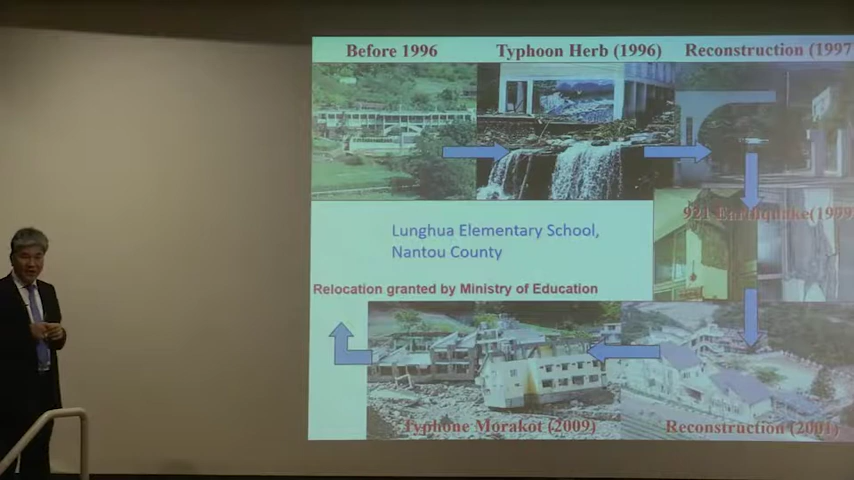 Before 1996
Typhoon Herb (1996)
Reconstruction (1997
921 Earthquake(1999
Lunghua Elementary School,
Nantou County
Relocation granted by Ministry of Education
Typhone Morakot (2009)
Reconstruction (2001)